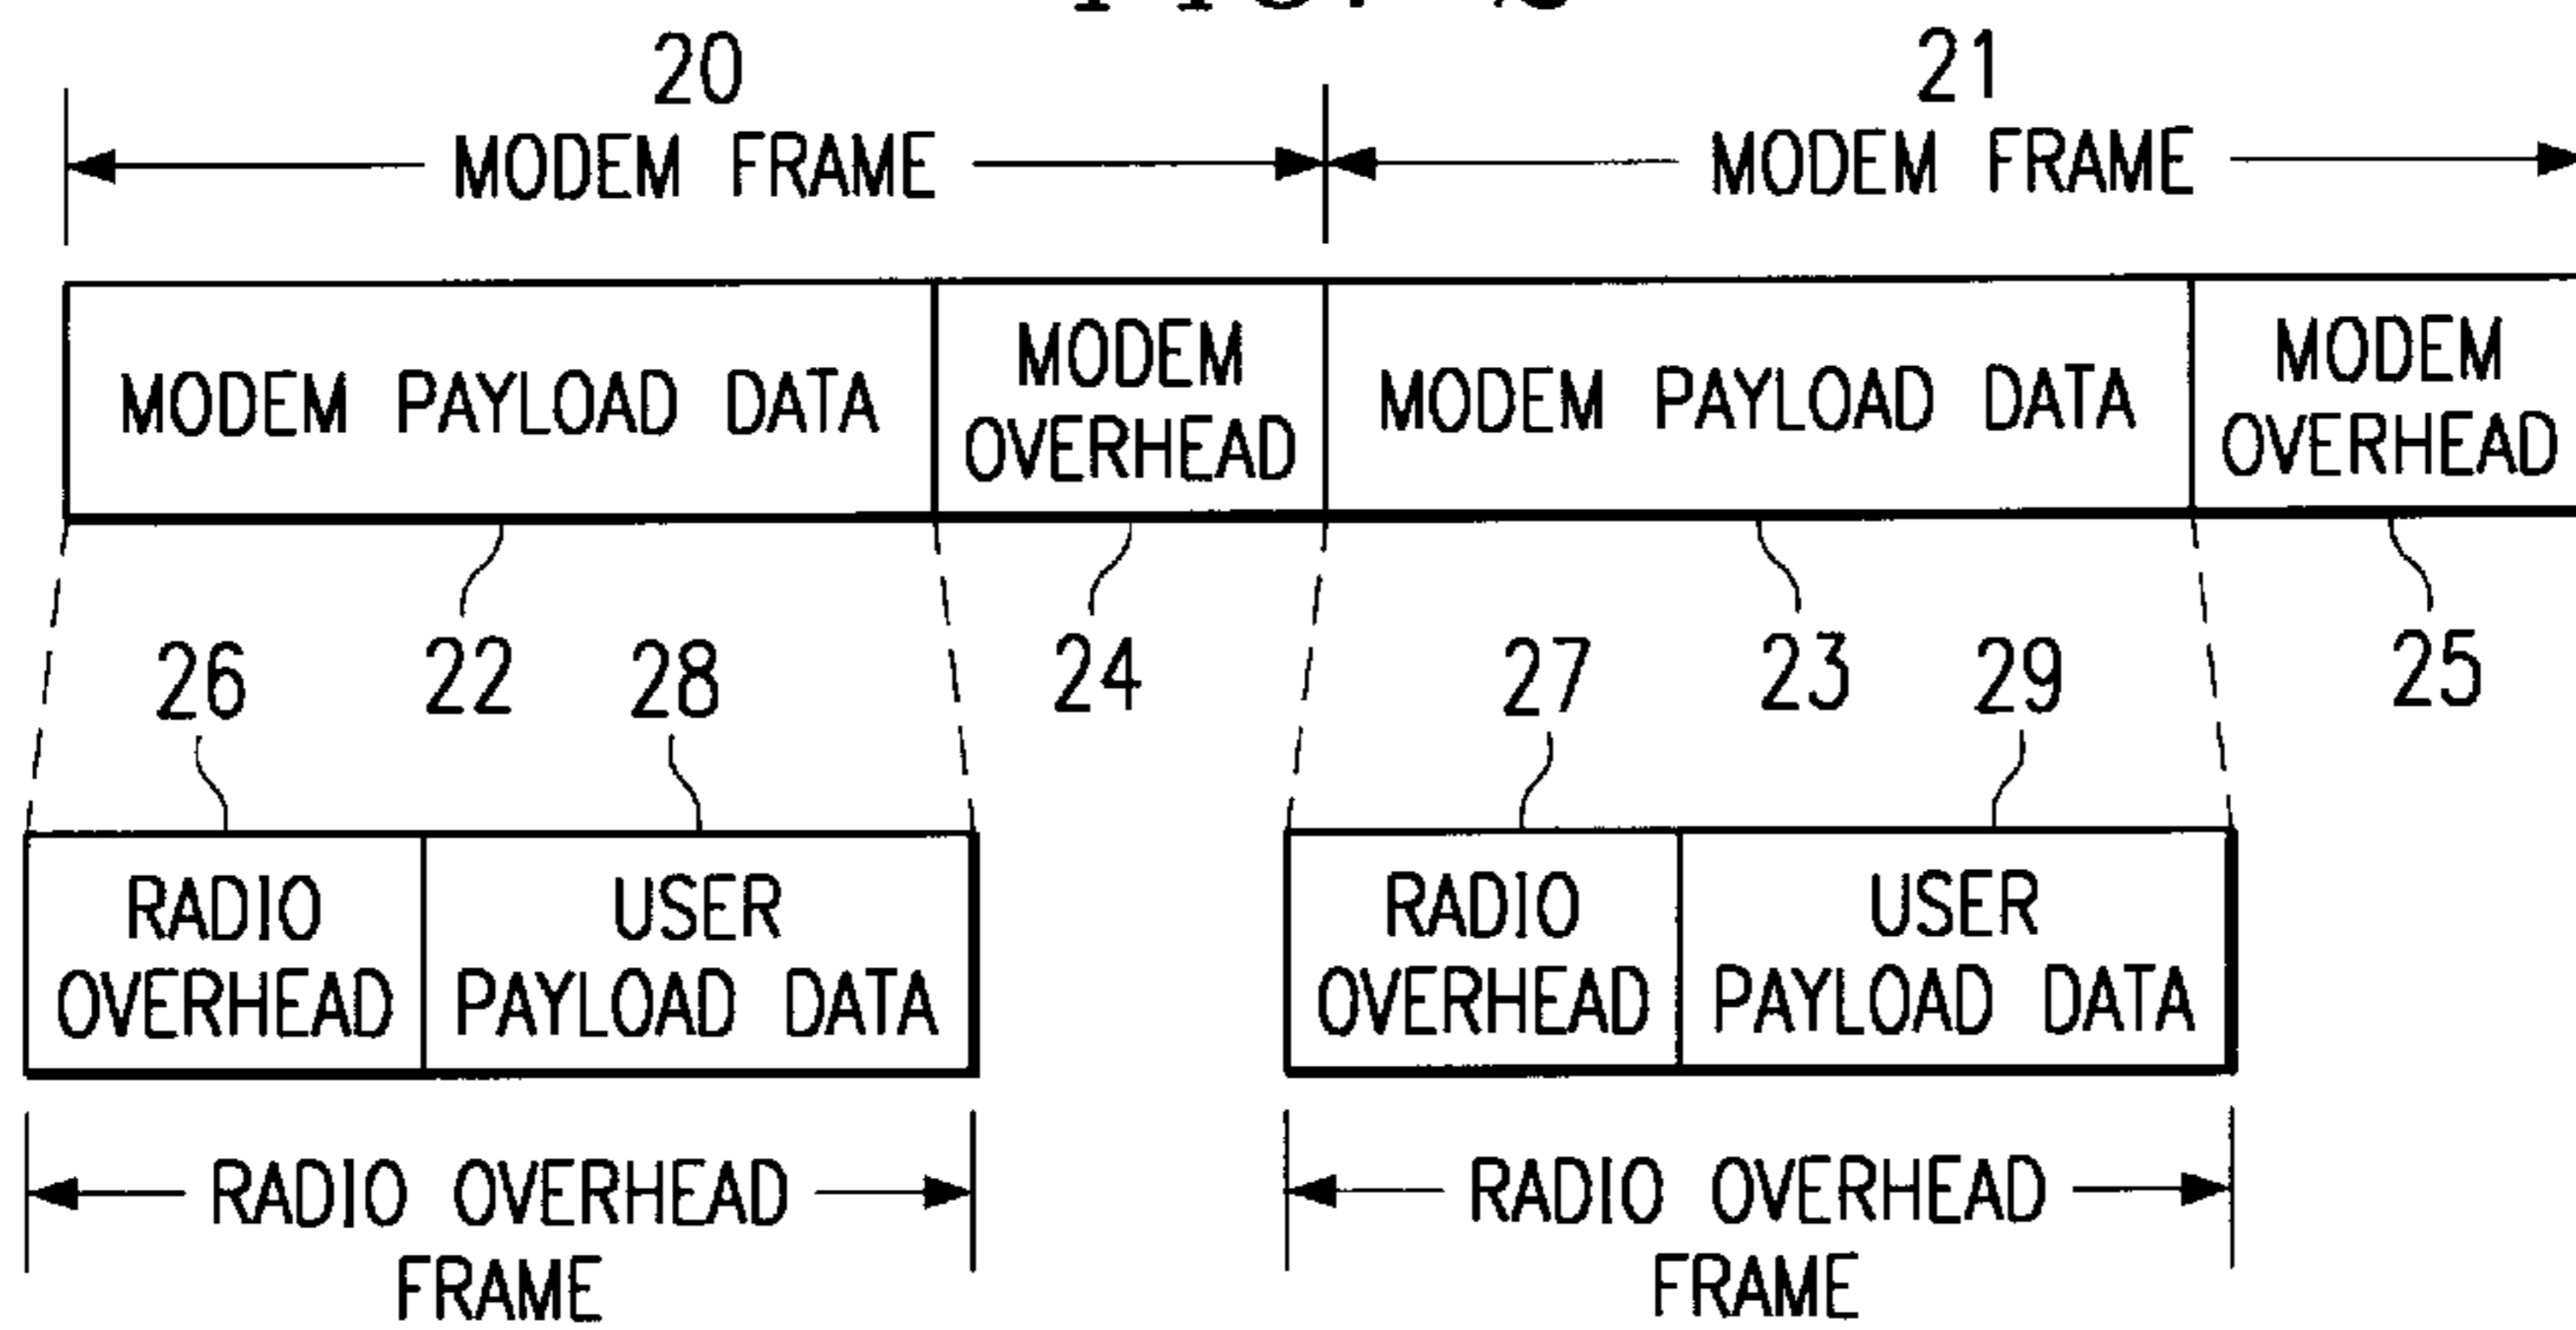 20
MODEM FRAME
21
MODEM FRAME
MODEM PAYLOAD DATA
MODEM
OVERHEAD
MODEM PAYLOAD DATA
MODEM
OVERHEAD
26
22
28
24
27
23
29
25
RADIO
OVERHEAD
USER
PAYLOAD DATA
RADIO
OVERHEAD
USER
PAYLOAD DATA
RADIO OVERHEAD
FRAME
RADIO OVERHEAD
FRAME